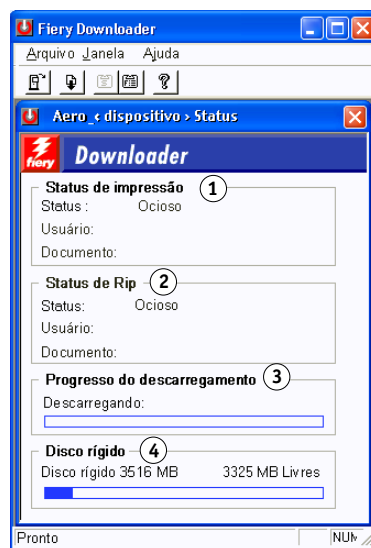 Fiery Downloader
Arquivo Janela Ajuda
Aero_< dispositivo > Status
fiery Downloader
Status de impressão 1
Status : Ocioso
Usuário:
Documento:
Status de Rip 2
Status: Ocioso
Usuário:
Documento:
Progresso do descarregamento 3
Descarregando:
Disco rígido 4
Disco rígido 3516 MB 3325 MB Livres
Pronto NUM